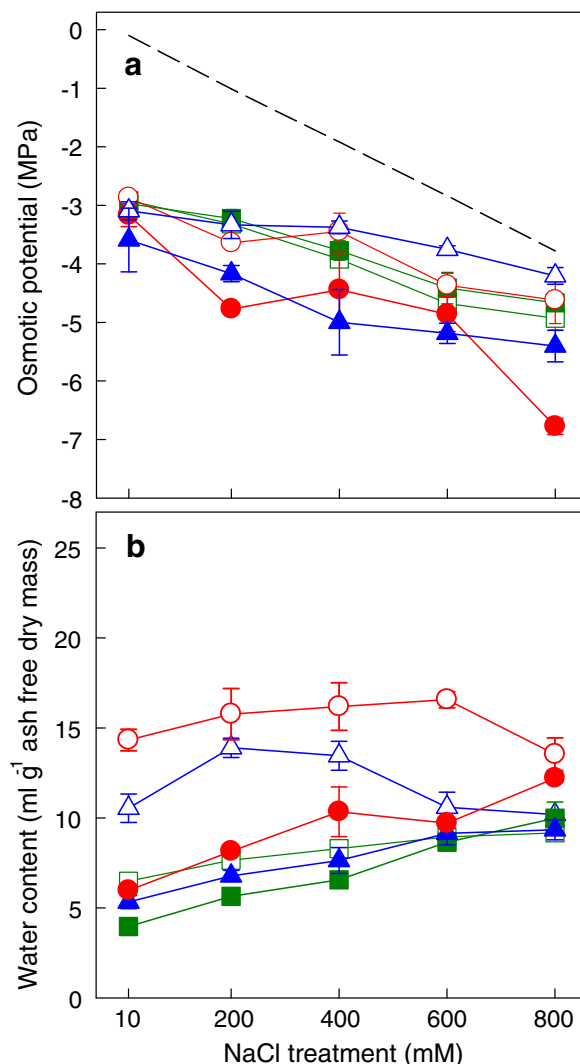 0
a
-1
-2
-3
-4
-5
-6
-7
-8
Osmotic potential (MPa)
b
25
20
15
10
5
0
Water content (ml g-1 ash free dry mass)
10 200 400 600 800
NaCl treatment (mM)